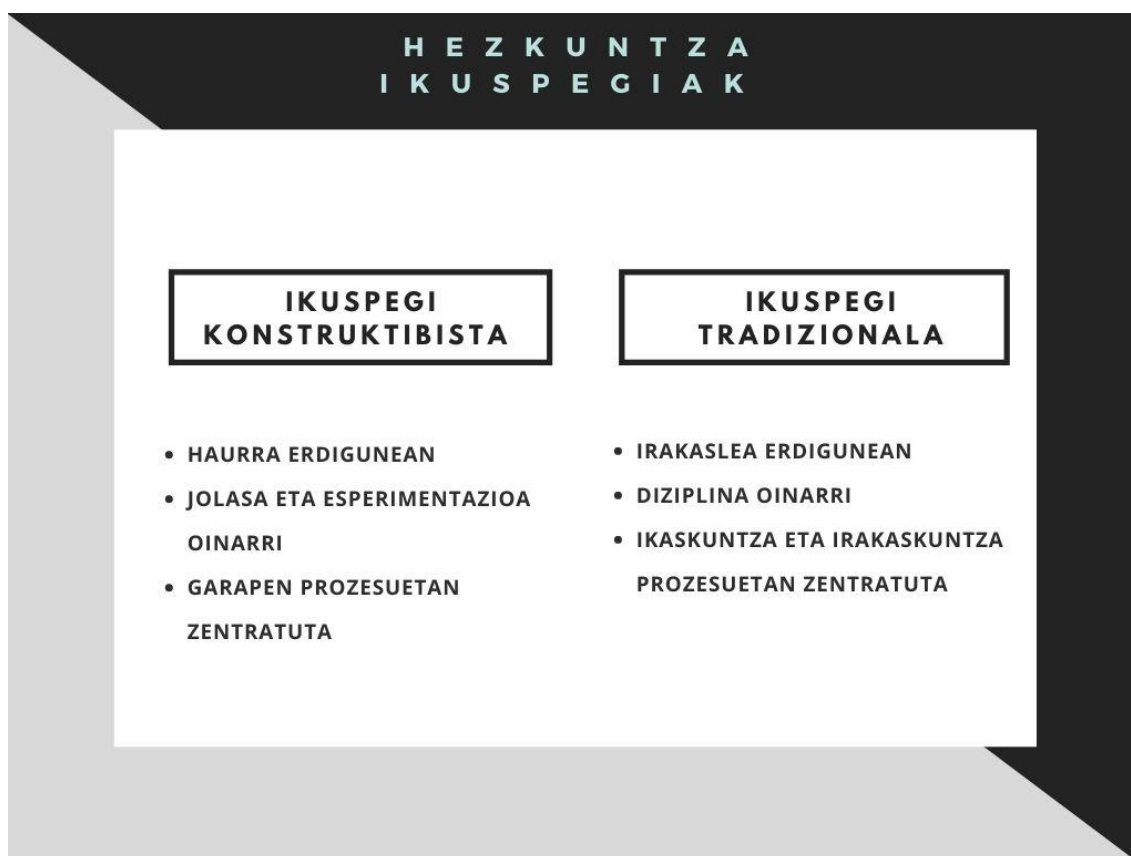 HEZKUNTZA
IKUSPEGIAK
IKUSPEGI
KONSTRUKTIBISTA
HAURRA ERDIGUNEAN
JOLASA ETA ESPERIMENTAZIOA
OINARRI
GARAPEN PROZESUETAN
ZENTRATUTA
IKUSPEGI
TRADIZIONALA
IRAKASLEA ERDIGUNEAN
DIZIPLINA OINARRI
IKASKUNTZA ETA IRAKASKUNTZA
PROZESUETAN ZENTRATUTA